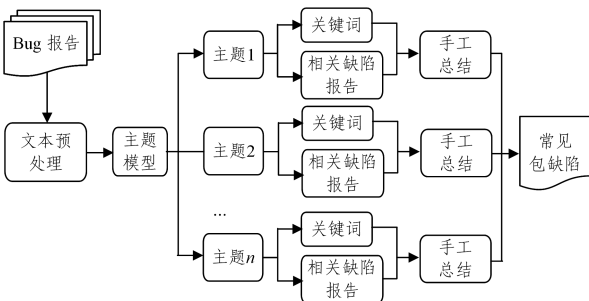 Bug 报告
文本预
处理
主题
模型
主题1
关键词
相关缺陷
报告
手工
总结
主题2
关键词
相关缺陷
报告
手工
总结
...
主题n
关键词
相关缺陷
报告
手工
总结
常见
包缺陷